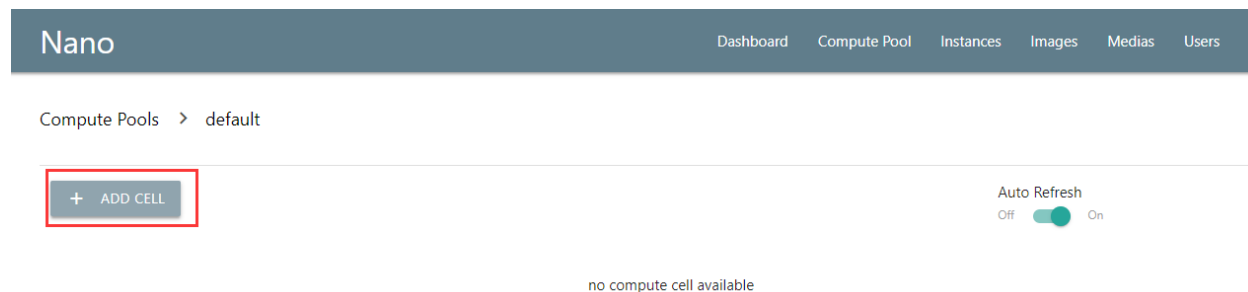 Nano Dashboard Compute Pool Instances Images Medias Users
Compute Pools > default
+ ADD CELL
Auto Refresh
Off On
no compute cell available